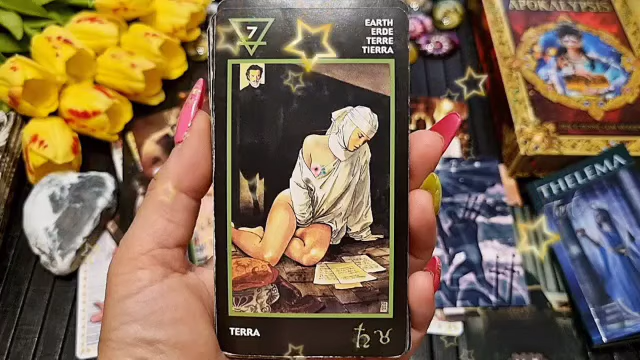 7
EARTH
ERDE
TERRE
TIERRA
APOKALYPSIS
THELEMA
TERRA
♄ ♉